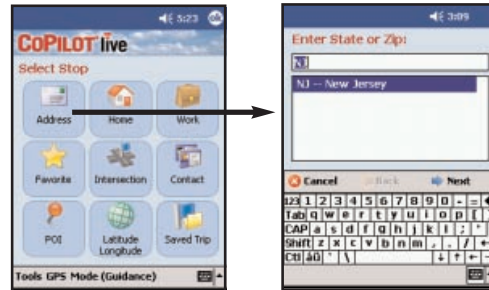 5:23 ok
CoPilot live
Select Stop
Address Home Work
Favorite Intersection Contact
POI Latitude Longitude Saved Trip
Tools GPS Mode (Guidance)
3:09
Enter State or Zip:
NJ
NJ -- New Jersey
Cancel Back Next
123 1 2 3 4 5 6 7 8 9 0 - =
Tab q w e r t y u i o p [
CAP a s d f g h j k l ; '
Shift z x c v b n m , . /
Ctl áü ` \